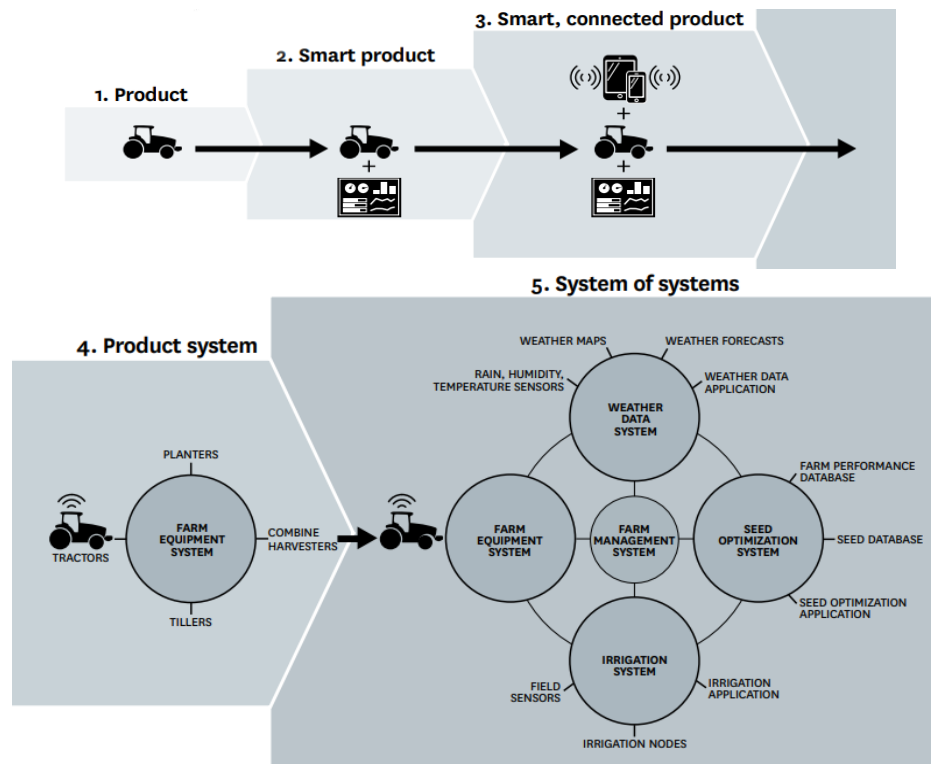 3. Smart, connected product
2. Smart product
1. Product
+
+
+
5. System of systems
4. Product system
WEATHER MAPS
WEATHER FORECASTS
RAIN, HUMIDITY,
TEMPERATURE SENSORS
WEATHER DATA
APPLICATION
WEATHER
DATA
SYSTEM
PLANTERS
FARM PERFORMANCE
DATABASE
TRACTORS
FARM
EQUIPMENT
SYSTEM
COMBINE
HARVESTERS
FARM
EQUIPMENT
SYSTEM
FARM
MANAGEMENT
SYSTEM
SEED
OPTIMIZATION
SYSTEM
SEED DATABASE
TILLERS
SEED OPTIMIZATION
APPLICATION
IRRIGATION
SYSTEM
FIELD
SENSORS
IRRIGATION
APPLICATION
IRRIGATION NODES